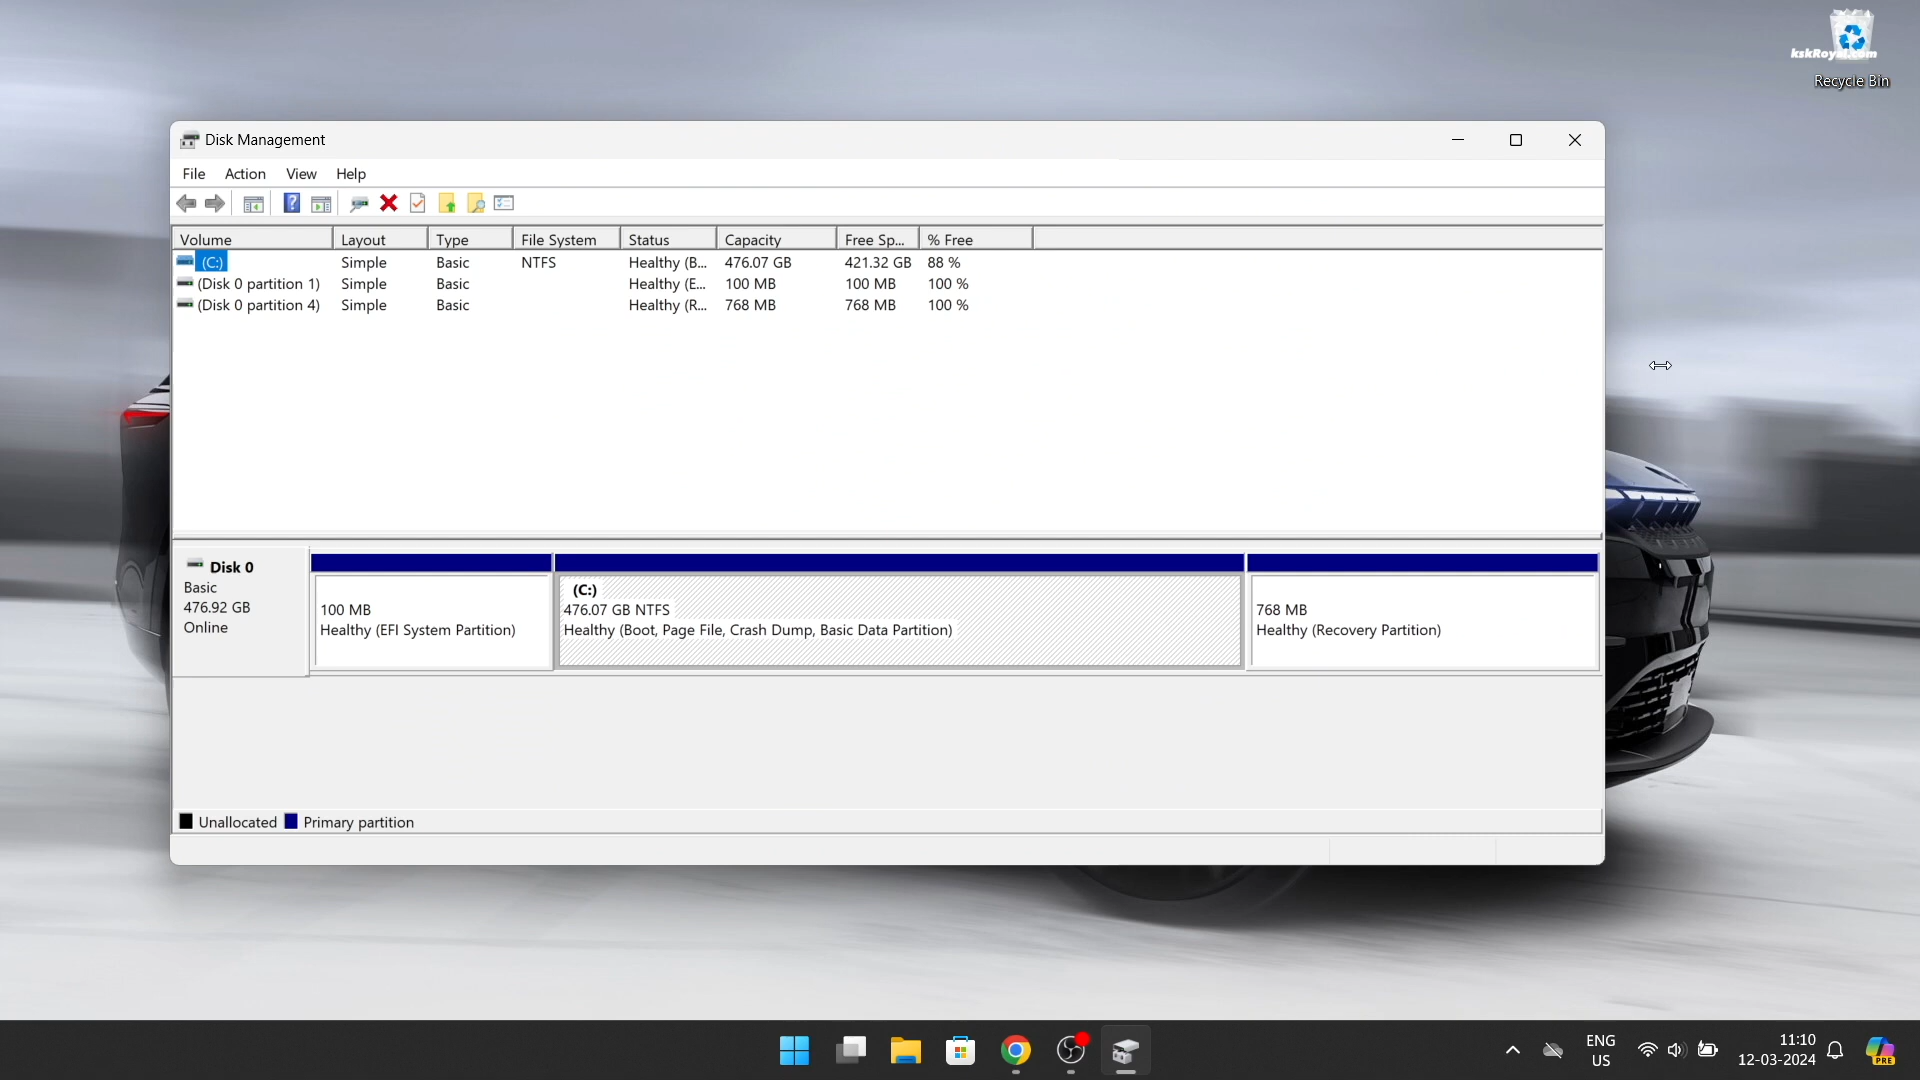 kskRoyal.com
Recycle Bin
Disk Management
File Action View Help
Volume Layout Type File System Status Capacity Free Sp... % Free
(C:) Simple Basic NTFS Healthy (B... 476.07 GB 421.32 GB 88 %
(Disk 0 partition 1) Simple Basic Healthy (E... 100 MB 100 MB 100 %
(Disk 0 partition 4) Simple Basic Healthy (R... 768 MB 768 MB 100 %
Disk 0
Basic
476.92 GB
Online
100 MB
Healthy (EFI System Partition)
(C:)
476.07 GB NTFS
Healthy (Boot, Page File, Crash Dump, Basic Data Partition)
768 MB
Healthy (Recovery Partition)
Unallocated Primary partition
ENG
US
11:10
12-03-2024
PRE